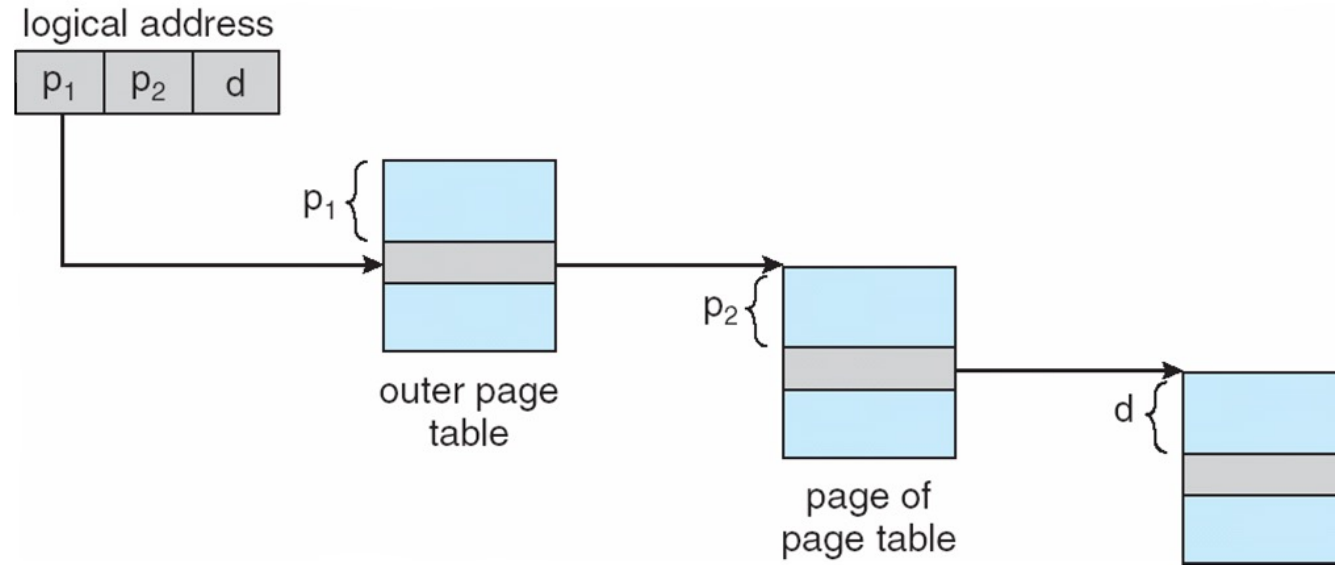 logical address
p₁ p₂ d
p₁
outer page
table
p₂
page of
page table
d